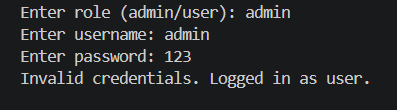 Enter role (admin/user): admin
Enter username: admin
Enter password: 123
Invalid credentials. Logged in as user.